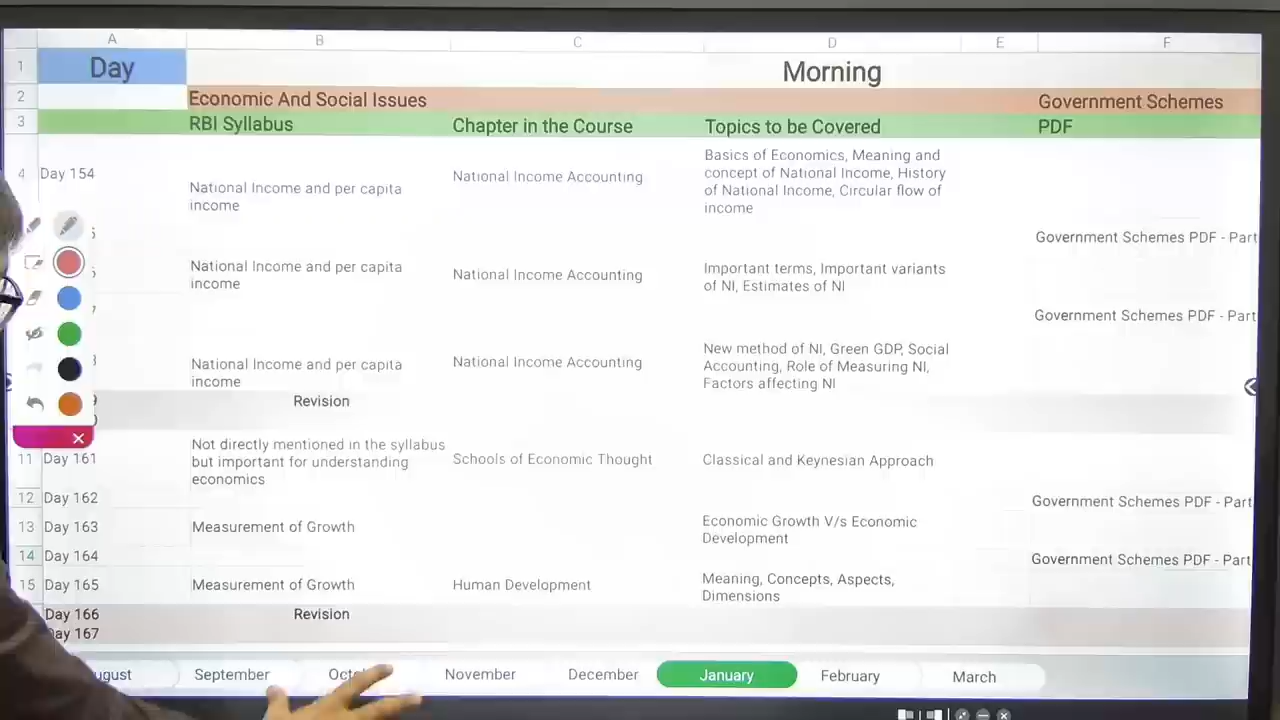 A B C D E F
1 Day Morning
2 Economic And Social Issues Government Schemes
3 RBI Syllabus Chapter in the Course Topics to be Covered PDF
4 Day 154
National Income and per capita
income
National Income Accounting
Basics of Economics, Meaning and
concept of National Income, History
of National Income, Circular flow of
income
Government Schemes PDF - Part
National Income and per capita
income
National Income Accounting
Important terms, Important variants
of NI, Estimates of NI
Government Schemes PDF - Part
National Income and per capita
income
National Income Accounting
New method of NI, Green GDP, Social
Accounting, Role of Measuring NI,
Factors affecting NI
Revision
11 Day 161
Not directly mentioned in the syllabus
but important for understanding
economics
Schools of Economic Thought
Classical and Keynesian Approach
12 Day 162
Government Schemes PDF - Part
13 Day 163
Measurement of Growth
Economic Growth V/s Economic
Development
14 Day 164
Government Schemes PDF - Part
15 Day 165
Measurement of Growth
Human Development
Meaning, Concepts, Aspects,
Dimensions
Day 166 Revision
Day 167
September November December January February March